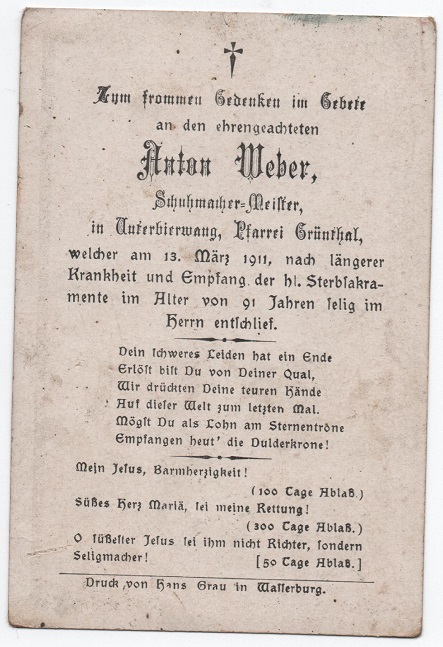 Zum frommen Gedenken im Gebete
an den ehrengeachteten
Anton Weber,
Schuhmacher-Meister,
in Unterbierwang, Pfarrei Grünthal,
welcher am 13. März 1911, nach längerer
Krankheit und Empfang der hl. Sterbsakra-
mente im Alter von 91 Jahren selig im
Herrn entschlief.
Dein schweres Leiden hat ein Ende
Erlöst bist Du von Deiner Qual,
Wir drückten Deine teuren Hände
Auf dieser Welt zum letzten Mal.
Mögst Du als Lohn am Sternentröne
Empfangen heut' die Dulderkrone!
Mein Jesus, Barmherzigkeit!
(100 Tage Ablaß.)
Süßes Herz Mariä, sei meine Rettung!
(300 Tage Ablaß.)
O süßester Jesus sei ihm nicht Richter, sondern
Seligmacher! [50 Tage Ablaß.]
Druck von Hans Grau in Wasserburg.